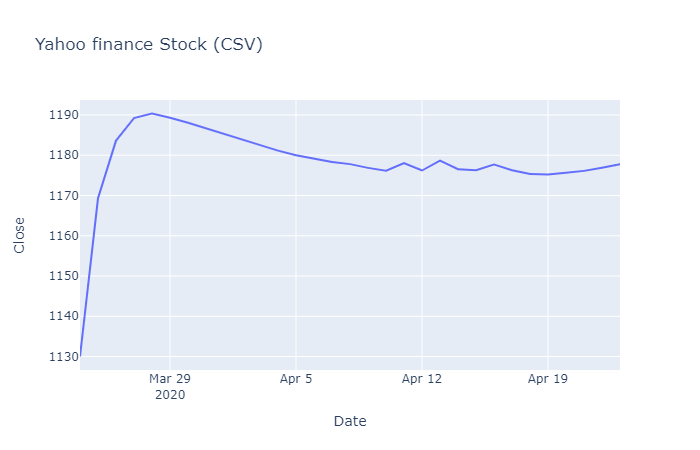 Yahoo finance Stock (CSV)
Close
1190
1180
1170
1160
1150
1140
1130
Mar 29
2020
Apr 5
Apr 12
Apr 19
Date